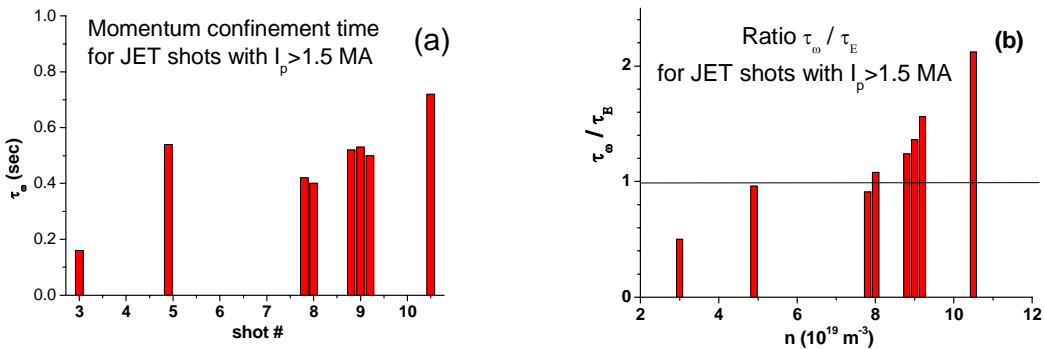 Momentum confinement time
for JET shots with I_p>1.5 MA
(a)
τ_ω (sec)
1.0
0.8
0.6
0.4
0.2
0.0
3 4 5 6 7 8 9 10
shot #
Ratio τ_ω / τ_E
for JET shots with I_p>1.5 MA
(b)
τ_ω / τ_E
2
1
0
2 4 6 8 10 12
n (10^19 m^-3)